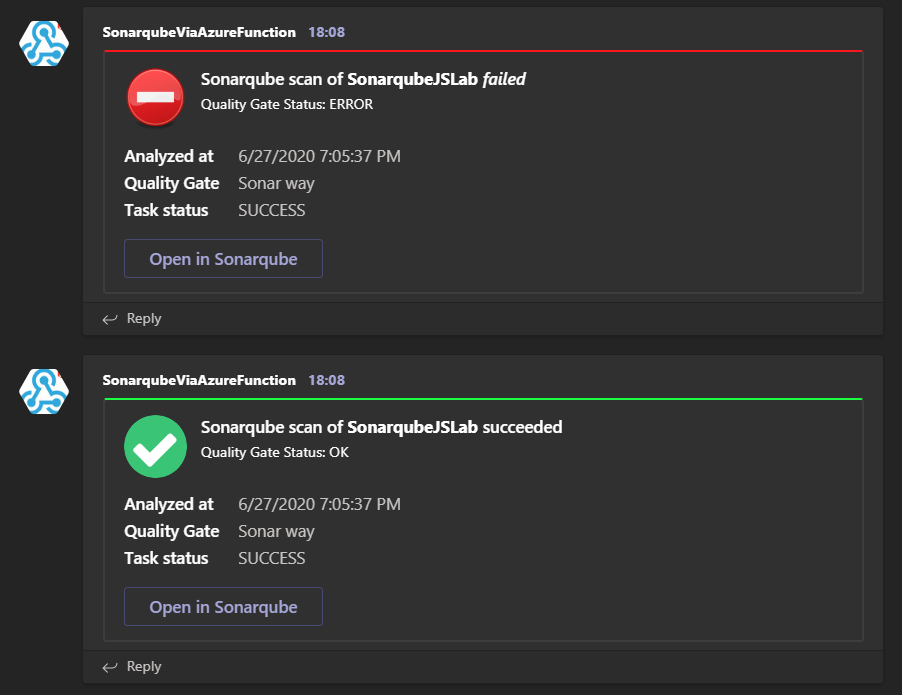 SonarqubeViaAzureFunction 18:08
Sonarqube scan of SonarqubeJSLab failed
Quality Gate Status: ERROR
Analyzed at 6/27/2020 7:05:37 PM
Quality Gate Sonar way
Task status SUCCESS
Open in Sonarqube
Reply
SonarqubeViaAzureFunction 18:08
Sonarqube scan of SonarqubeJSLab succeeded
Quality Gate Status: OK
Analyzed at 6/27/2020 7:05:37 PM
Quality Gate Sonar way
Task status SUCCESS
Open in Sonarqube
Reply